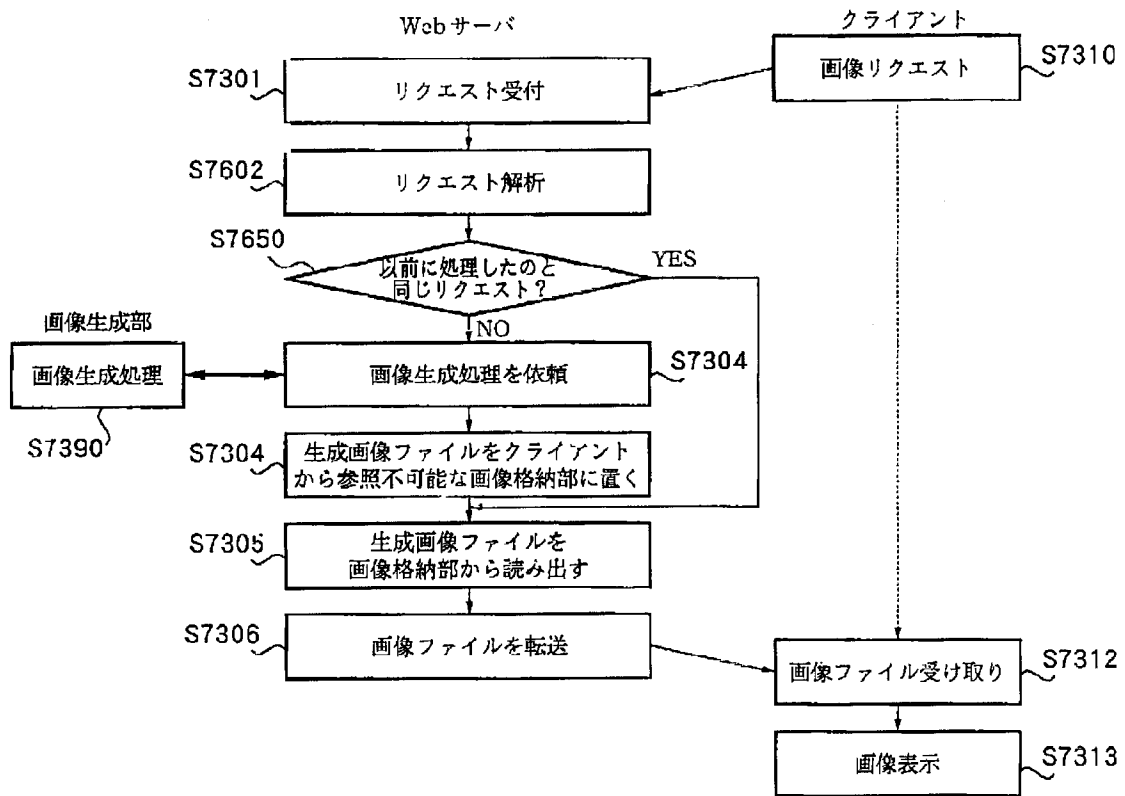 Webサーバ
クライアント
S7301
リクエスト受付
画像リクエスト
S7310
S7602
リクエスト解析
S7650
以前に処理したのと
同じリクエスト？
YES
NO
画像生成部
画像生成処理
S7390
画像生成処理を依頼
S7304
S7304
生成画像ファイルをクライアント
から参照不可能な画像格納部に置く
S7305
生成画像ファイルを
画像格納部から読み出す
S7306
画像ファイルを転送
画像ファイル受け取り
S7312
画像表示
S7313